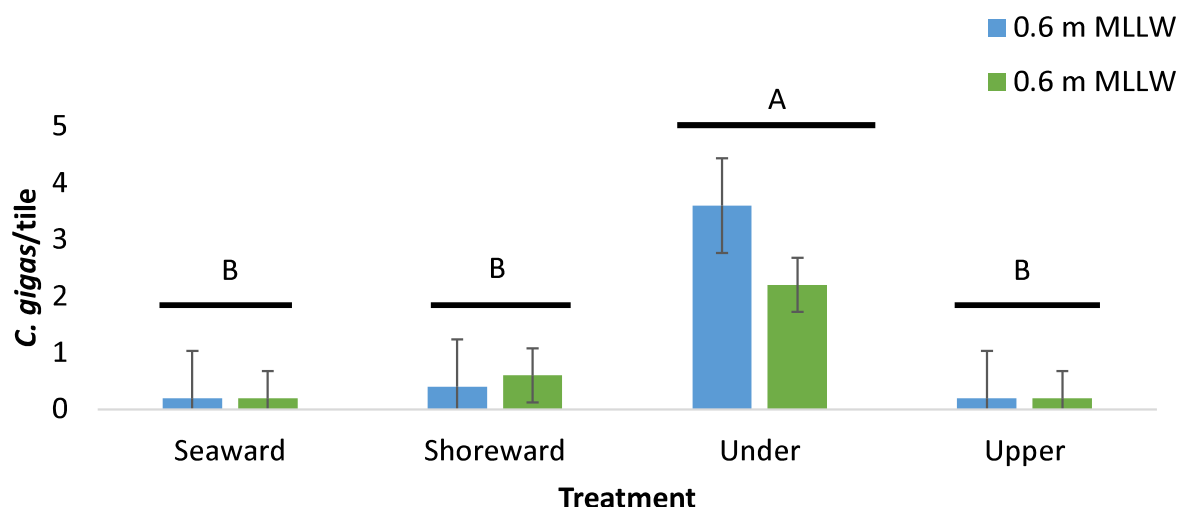 0.6 m MLLW
0.6 m MLLW
A
5
4
3
2
1
0
C. gigas/tile
B
B
B
Seaward
Shoreward
Under
Upper
Treatment